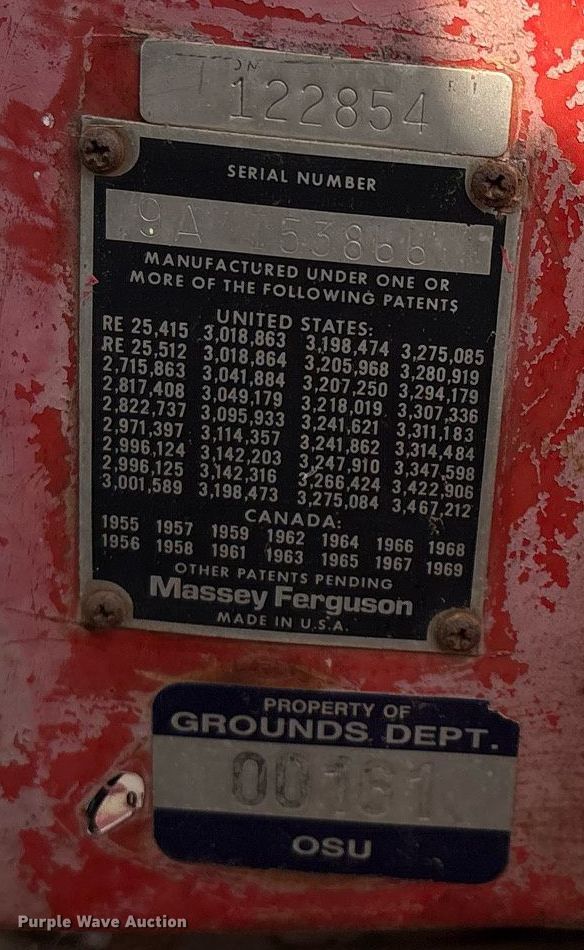 122854
SERIAL NUMBER
9A 153866
MANUFACTURED UNDER ONE OR
MORE OF THE FOLLOWING PATENTS
UNITED STATES:
RE 25,415 3,018,863 3,198,474 3,275,085
RE 25,512 3,018,864 3,205,968 3,280,919
2,715,863 3,041,884 3,207,250 3,294,179
2,817,408 3,049,179 3,218,019 3,307,336
2,822,737 3,095,933 3,241,621 3,311,183
2,971,397 3,114,357 3,241,862 3,314,484
2,996,124 3,142,203 3,247,910 3,347,598
2,996,125 3,142,316 3,266,424 3,422,906
3,001,589 3,198,473 3,275,084 3,467,212
CANADA:
1955 1957 1959 1962 1964 1966 1968
1956 1958 1961 1963 1965 1967 1969
OTHER PATENTS PENDING
Massey Ferguson
MADE IN U.S.A.
PROPERTY OF
GROUNDS DEPT.
00161
OSU
Purple Wave Auction